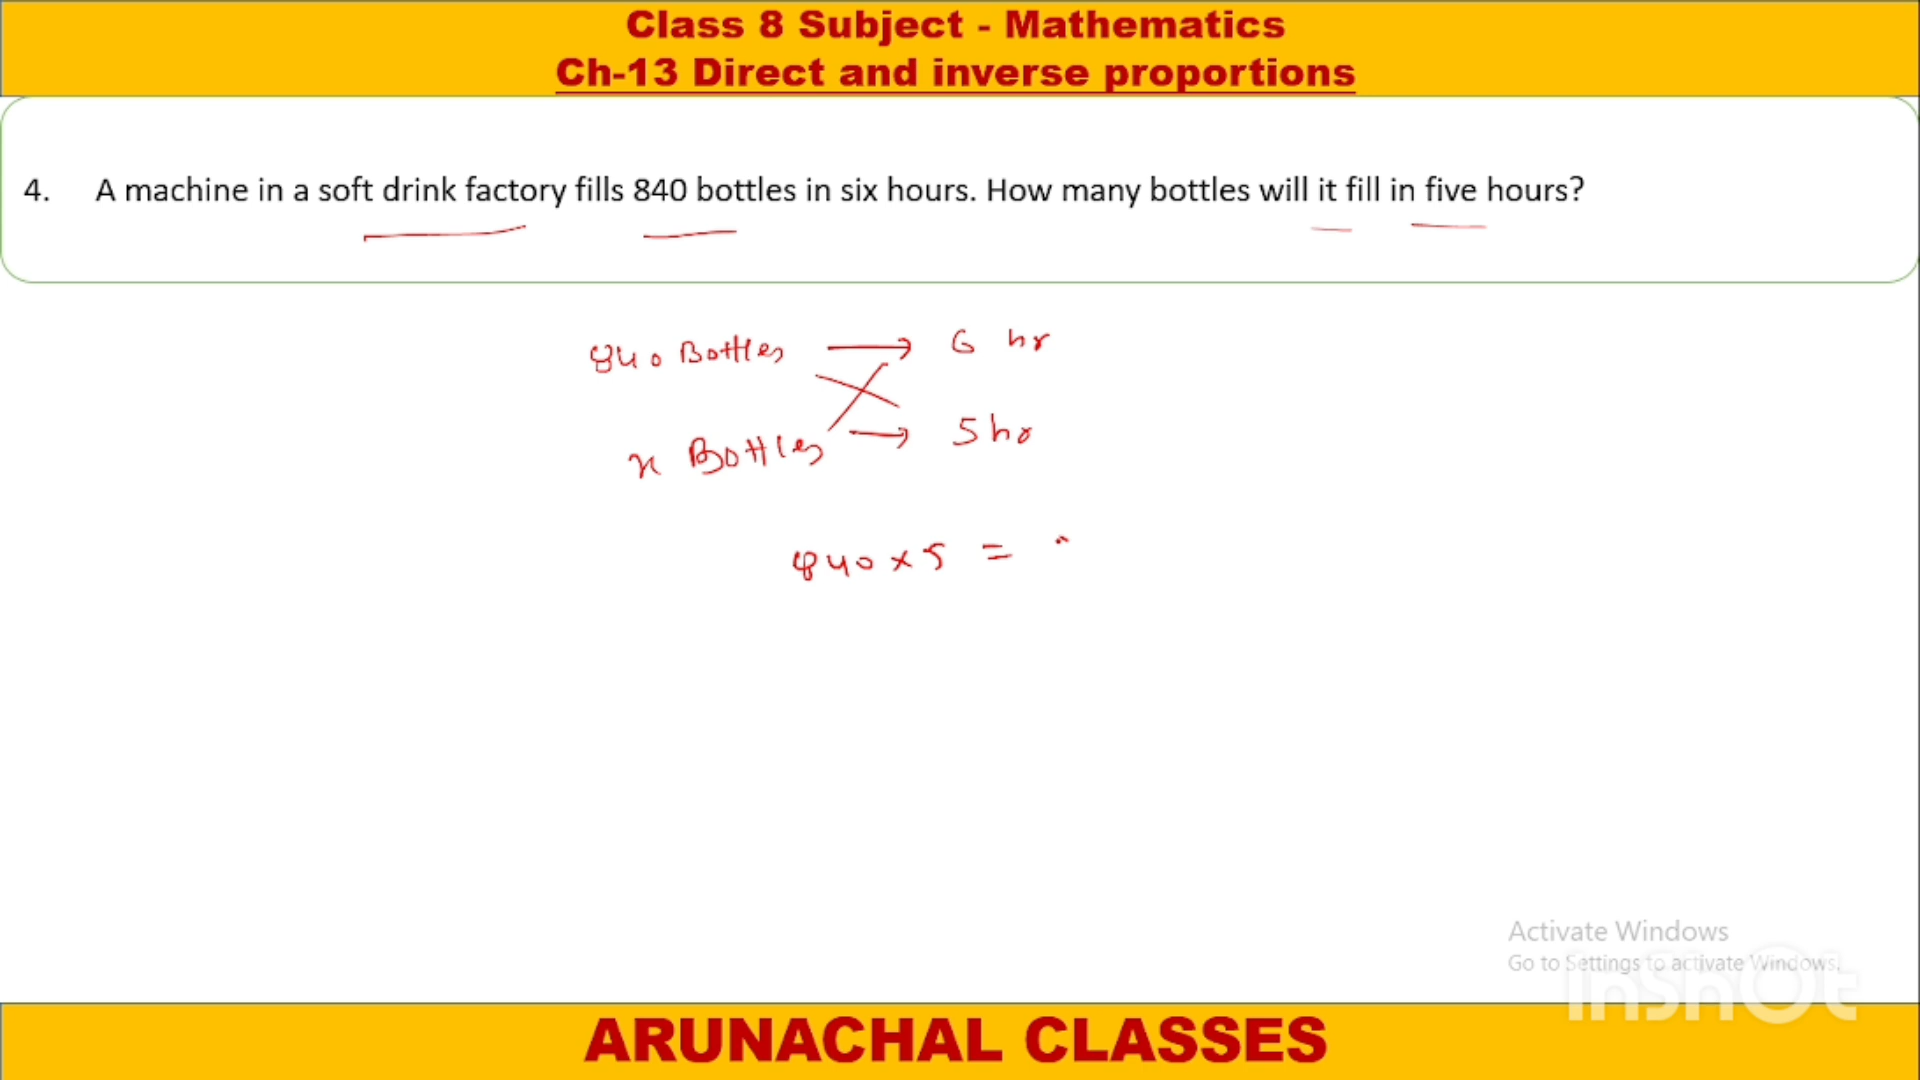 Class 8 Subject - Mathematics
Ch-13 Direct and inverse proportions
4. A machine in a soft drink factory fills 840 bottles in six hours. How many bottles will it fill in five hours?
840 Bottles → 6 hr
x Bottles → 5 hr
840 × 5 =
Activate Windows
Go to Settings to activate Windows.
InShOt
ARUNACHAL CLASSES